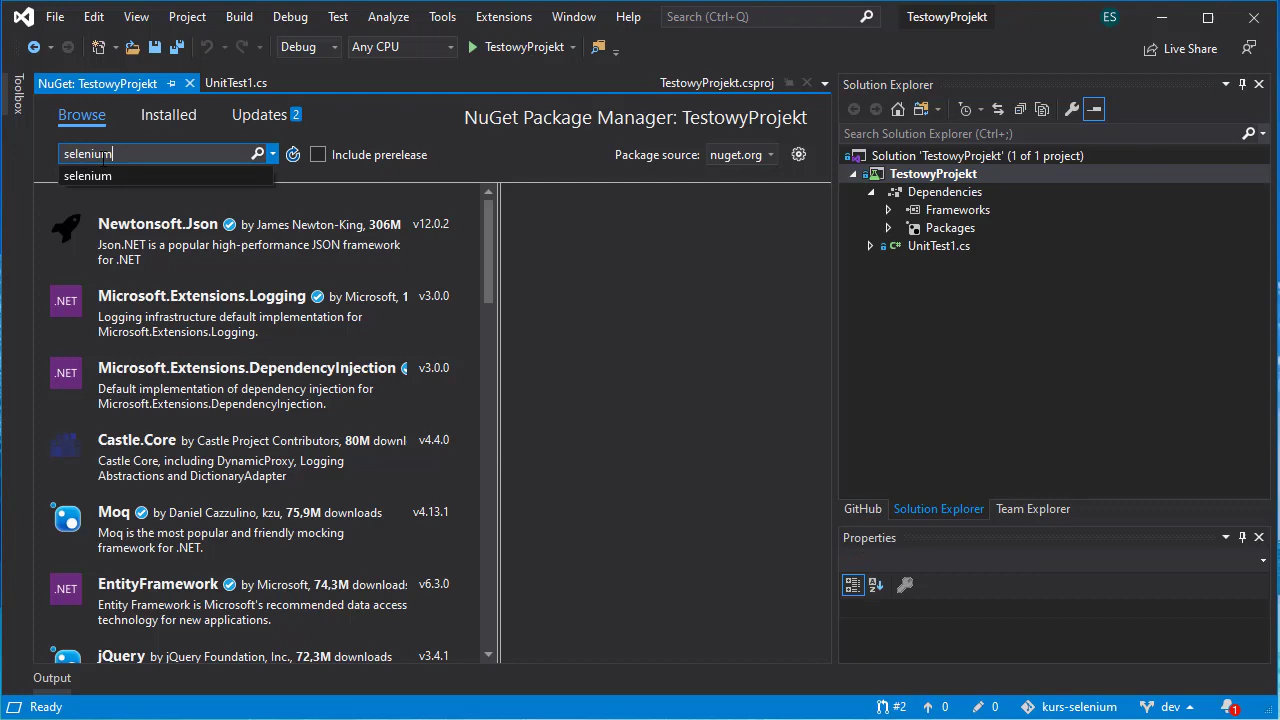 File Edit View Project Build Debug Test Analyze Tools Extensions Window Help Search (Ctrl+Q) TestowyProjekt ES
Debug Any CPU TestowyProjekt Live Share
Toolbox
NuGet: TestowyProjekt UnitTest1.cs TestowyProjekt.csproj
Browse Installed Updates 2 NuGet Package Manager: TestowyProjekt
selenium Include prerelease Package source: nuget.org
selenium
Newtonsoft.Json by James Newton-King, 306M v12.0.2
Json.NET is a popular high-performance JSON framework
for .NET
.NET Microsoft.Extensions.Logging by Microsoft, 1 v3.0.0
Logging infrastructure default implementation for
Microsoft.Extensions.Logging.
.NET Microsoft.Extensions.DependencyInjection v3.0.0
Default implementation of dependency injection for
Microsoft.Extensions.DependencyInjection.
Castle.Core by Castle Project Contributors, 80M downl v4.4.0
Castle Core, including DynamicProxy, Logging
Abstractions and DictionaryAdapter
Moq by Daniel Cazzulino, kzu, 75,9M downloads v4.13.1
Moq is the most popular and friendly mocking
framework for .NET.
.NET EntityFramework by Microsoft, 74,3M downloads v6.3.0
Entity Framework is Microsoft's recommended data access
technology for new applications.
jQuery by jQuery Foundation, Inc., 72,3M downloads v3.4.1
Solution Explorer
Search Solution Explorer (Ctrl+;)
Solution 'TestowyProjekt' (1 of 1 project)
TestowyProjekt
Dependencies
Frameworks
Packages
C# UnitTest1.cs
GitHub Solution Explorer Team Explorer
Properties
Output
Ready #2 0 0 kurs-selenium dev 1